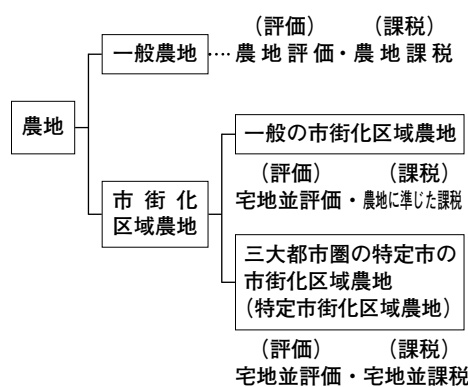 （評価）　　（課税）
一般農地‥‥農地評価・農地課税
農地
一般の市街化区域農地
（評価）　　（課税）
宅地並評価・農地に準じた課税
市街化
区域農地
三大都市圏の特定市の
市街化区域農地
（特定市街化区域農地）
（評価）　　（課税）
宅地並評価・宅地並課税